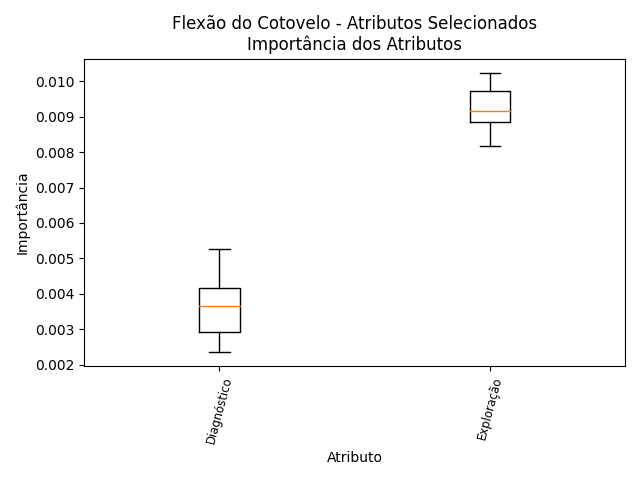 Flexão do Cotovelo - Atributos Selecionados
Importância dos Atributos
0.010
0.009
0.008
0.007
0.006
0.005
0.004
0.003
0.002
Importância
Diagnóstico
Exploração
Atributo